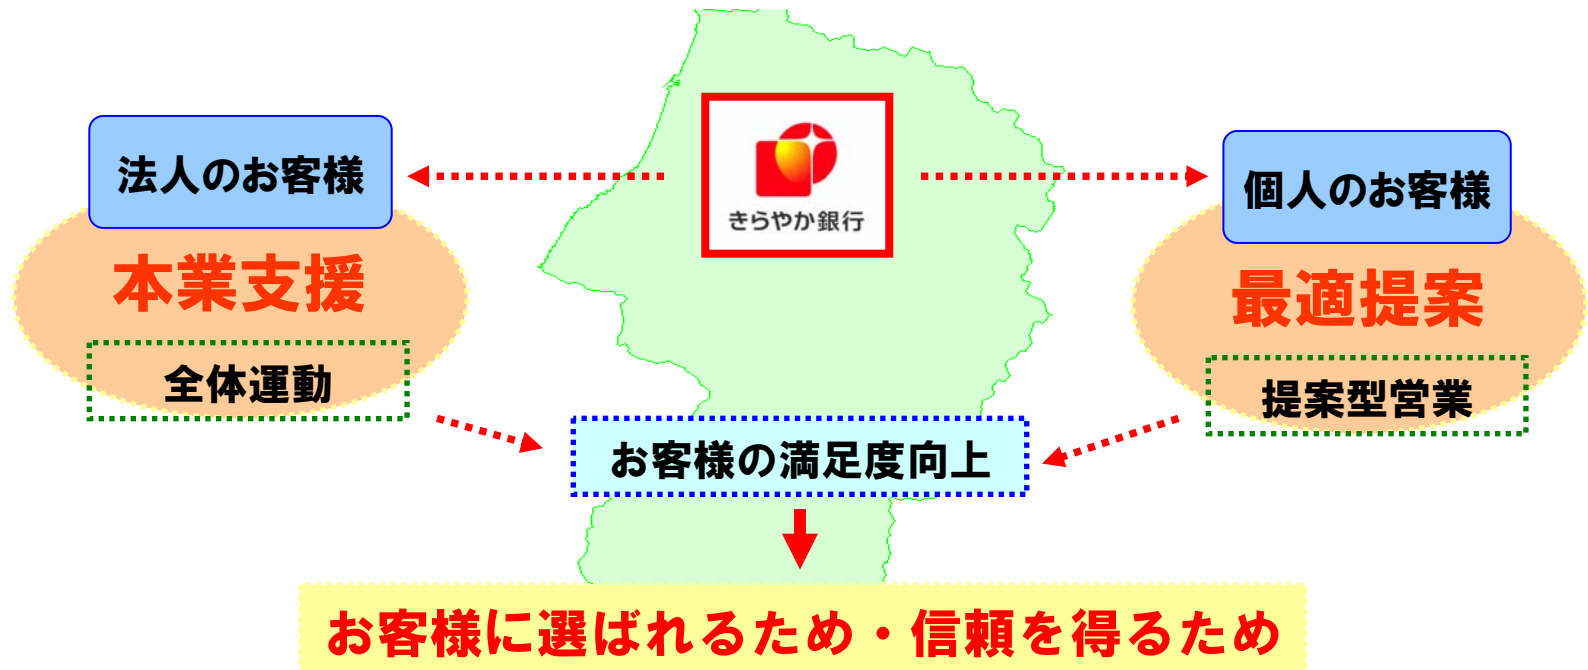 きらやか銀行
法人のお客様
本業支援
全体運動
個人のお客様
最適提案
提案型営業
お客様の満足度向上
お客様に選ばれるため・信頼を得るため